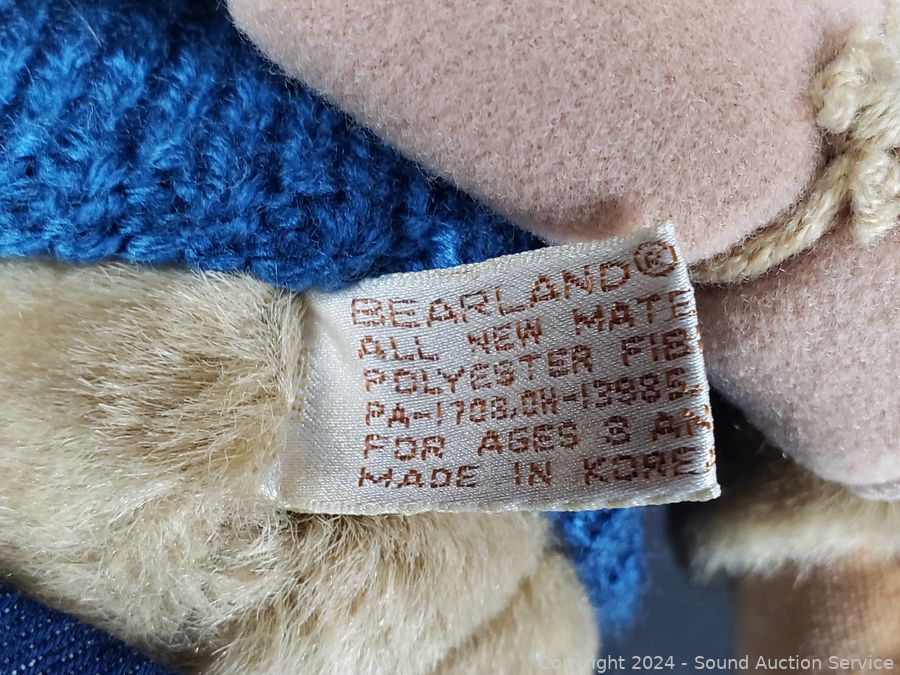 BEARLAND®
ALL NEW MATE
POLYESTER FIB
PA-1708,OH-13985,
FOR AGES 3 AN
MADE IN KORE
Copyright 2024 - Sound Auction Service